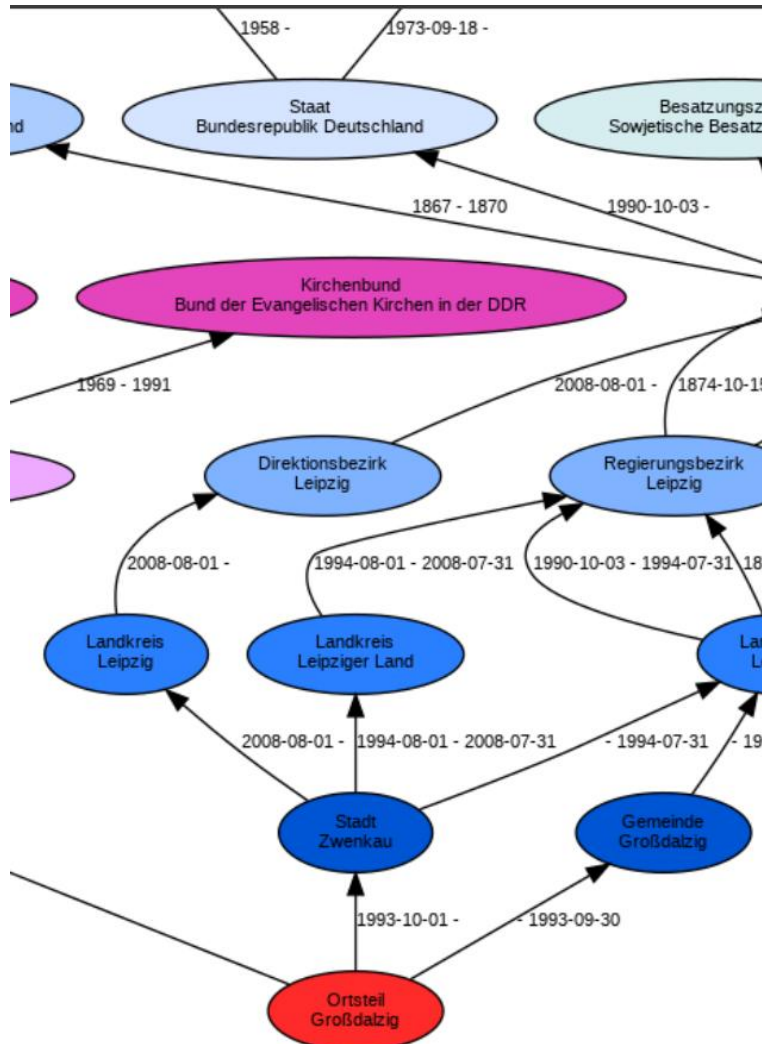 1958 -
1973-09-18 -
Staat
Bundesrepublik Deutschland
Sowjetische
1867 - 1870
1990-10-03 -
Kirchenbund
Bund der Evangelischen Kirchen in der DDR
1969 - 1991
2008-08-01 -
1874-10-15
Direktionsbezirk
Leipzig
Regierungsbezirk
Leipzig
2008-08-01 -
1994-08-01 - 2008-07-31
1990-10-03 - 1994-07-31
Landkreis
Leipzig
Landkreis
Leipziger Land
2008-08-01 -
1994-08-01 - 2008-07-31
- 1994-07-31
Stadt
Zwenkau
Gemeinde
Großdalzig
1993-10-01 -
- 1993-09-30
Ortsteil
Großdalzig